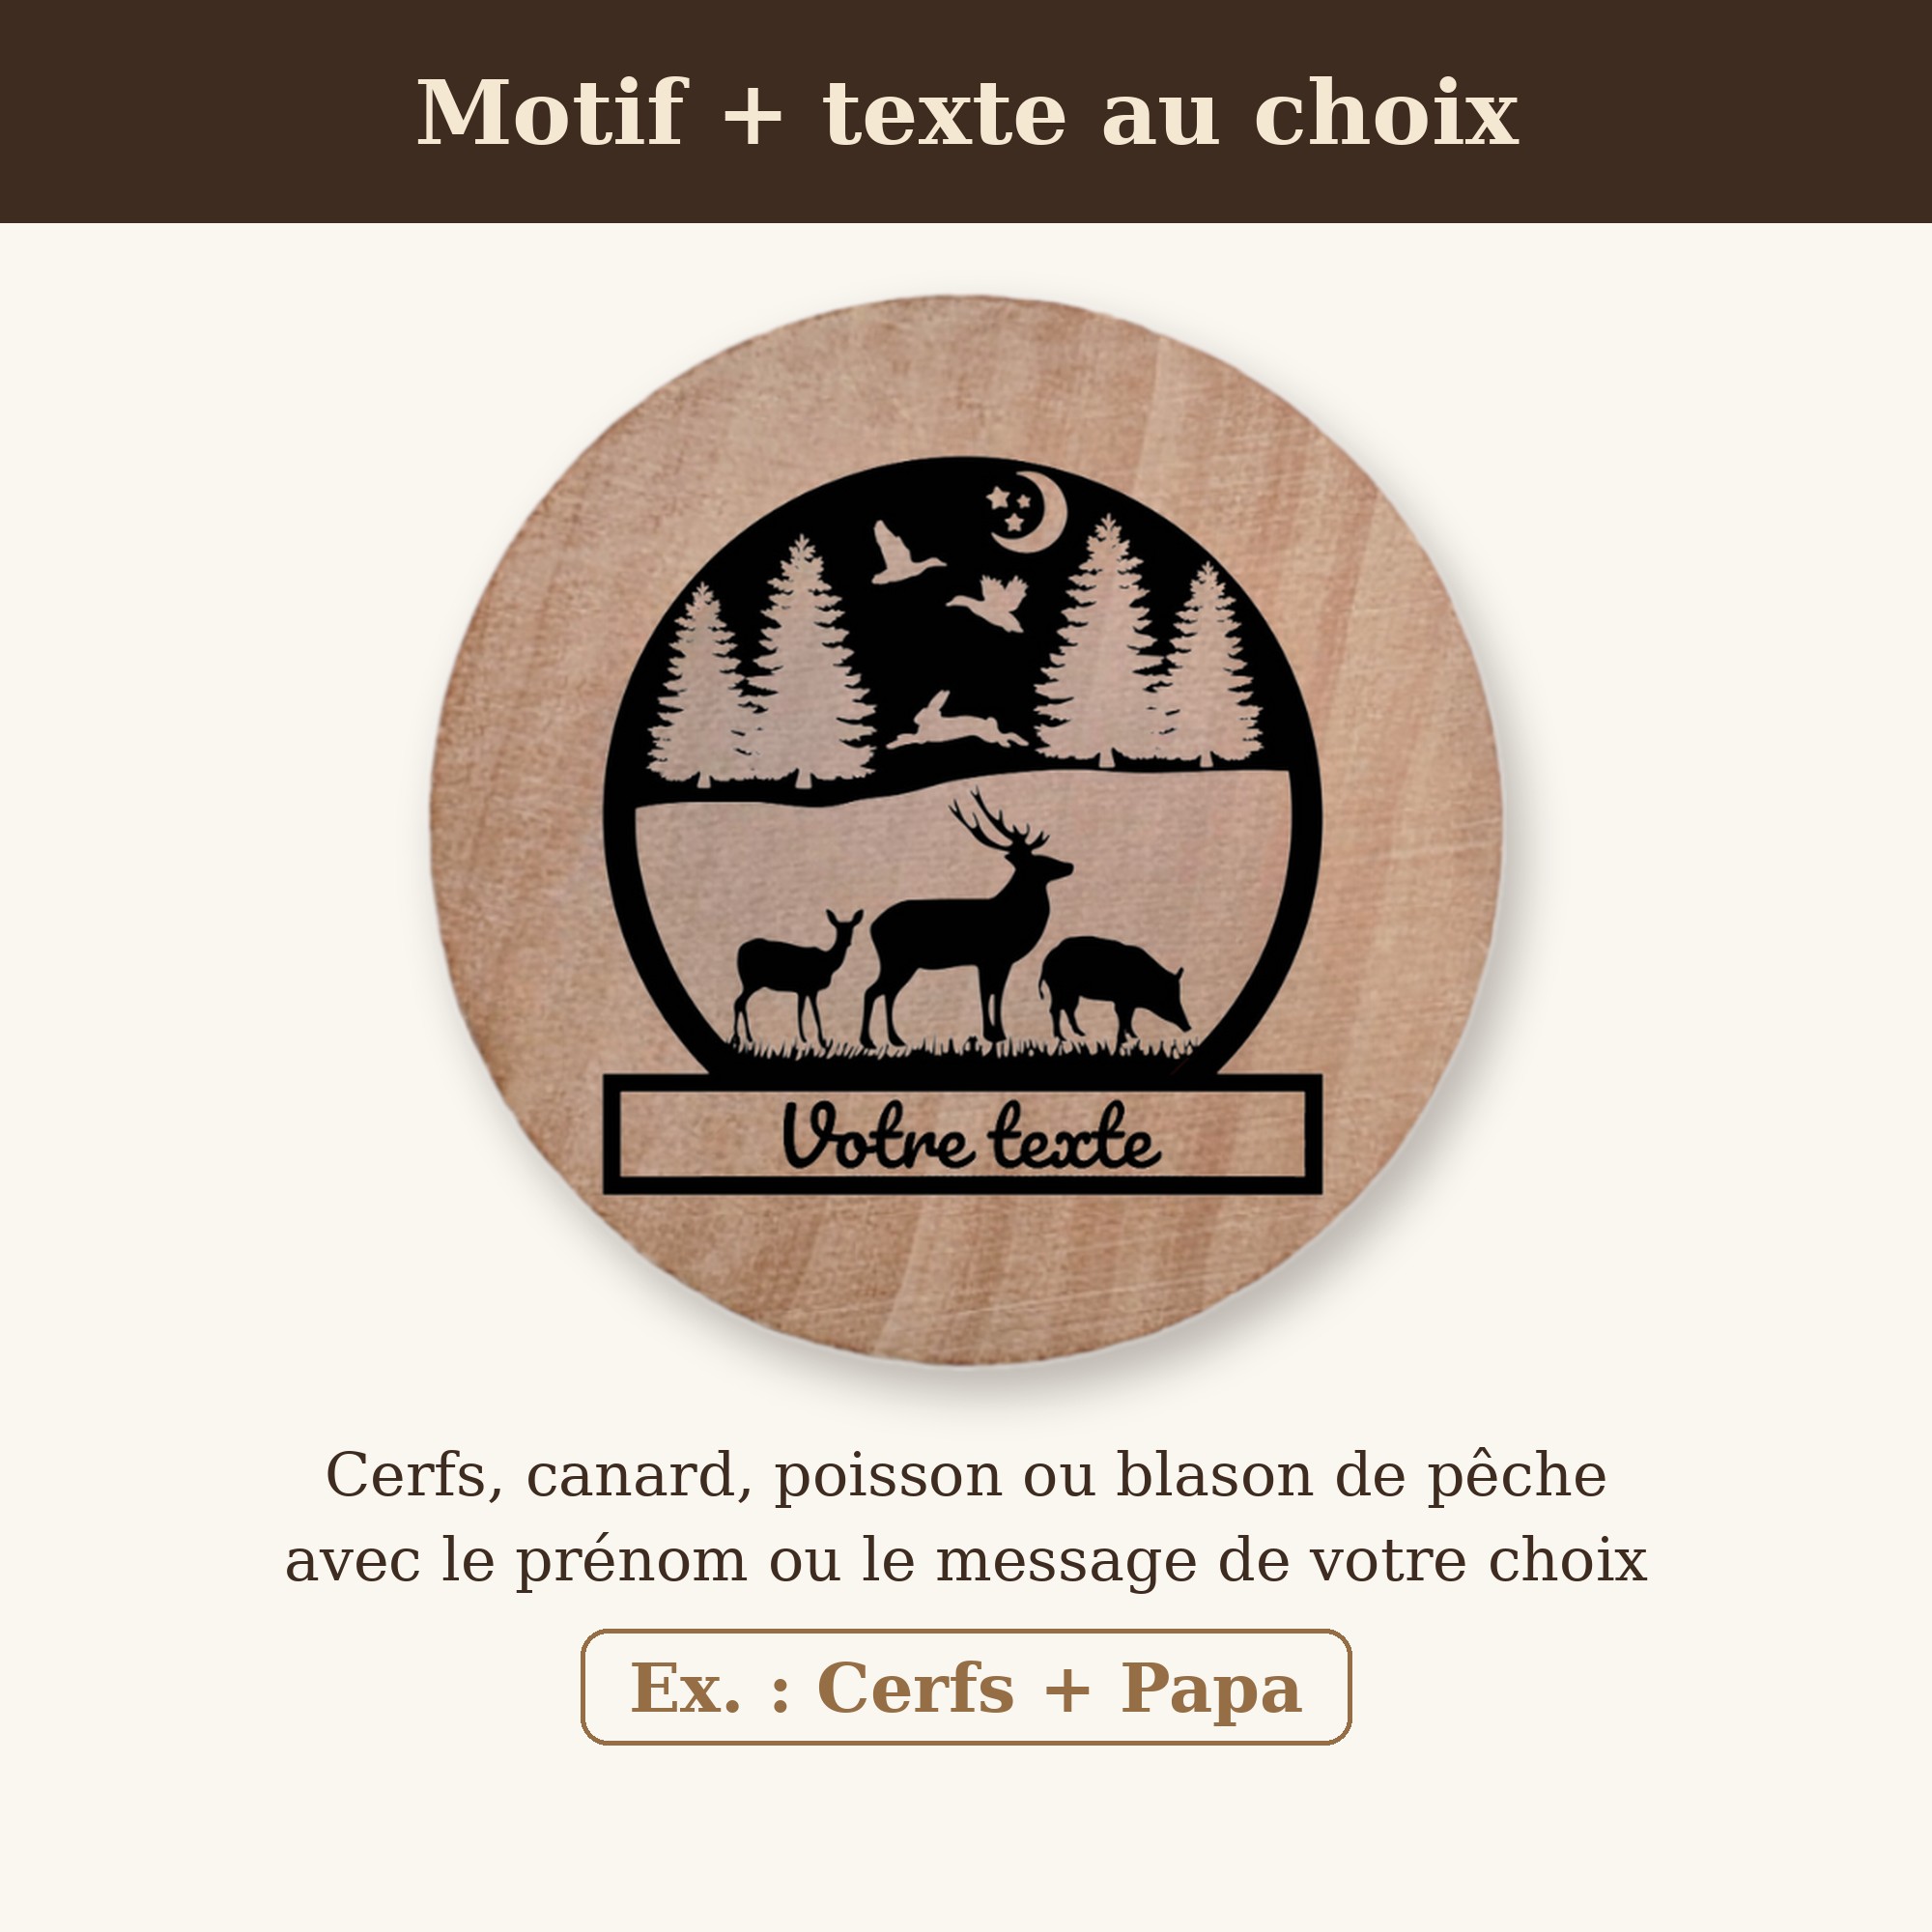 Motif + texte au choix
Votre texte
Cerfs, canard, poisson ou blason de pêche
avec le prénom ou le message de votre choix
Ex. : Cerfs + Papa